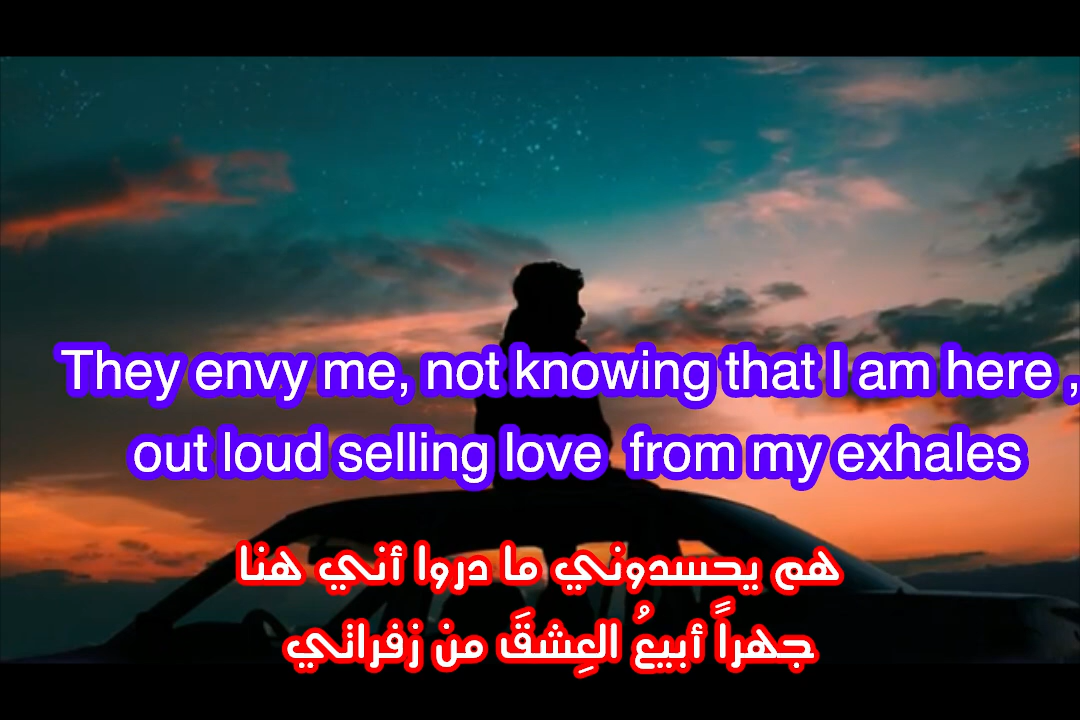 They envy me, not knowing that I am here ,
out loud selling love from my exhales
هم يحسدوني ما دروا أني هنا
جهراً أبيعُ العِشقَ من زفراتي